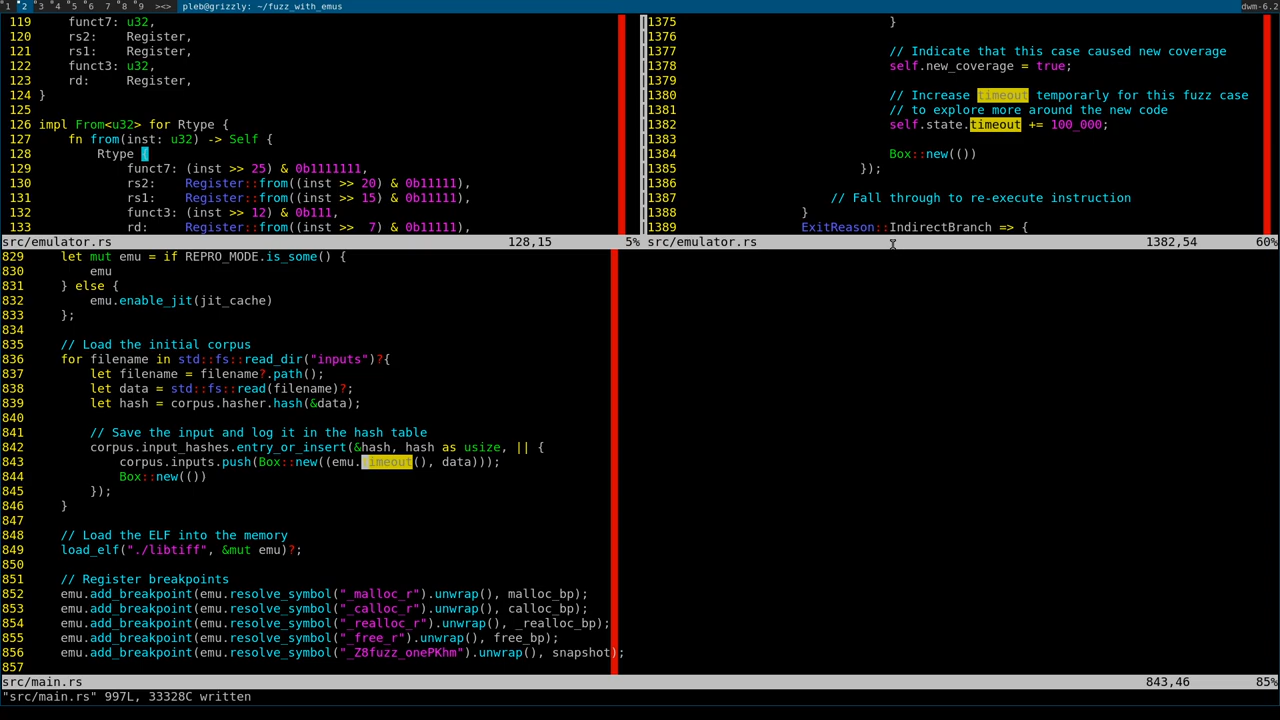 1 2 3 4 5 6 7 8 9 ><> pleb@grizzly: ~/fuzz_with_emus dwm-6.2
119 funct7: u32,
120 rs2: Register,
121 rs1: Register,
122 funct3: u32,
123 rd: Register,
124 }
125
126 impl From<u32> for Rtype {
127 fn from(inst: u32) -> Self {
128 Rtype {
129 funct7: (inst >> 25) & 0b1111111,
130 rs2: Register::from((inst >> 20) & 0b11111),
131 rs1: Register::from((inst >> 15) & 0b11111),
132 funct3: (inst >> 12) & 0b111,
133 rd: Register::from((inst >> 7) & 0b11111),
src/emulator.rs 128,15 5%
1375 }
1376
1377 // Indicate that this case caused new coverage
1378 self.new_coverage = true;
1379
1380 // Increase timeout temporarily for this fuzz case
1381 // to explore more around the new code
1382 self.state.timeout += 100_000;
1383
1384 Box::new(())
1385 });
1386
1387 // Fall through to re-execute instruction
1388 }
1389 ExitReason::IndirectBranch => {
src/emulator.rs 1382,54 60%
829 let mut emu = if REPRO_MODE.is_some() {
830 emu
831 } else {
832 emu.enable_jit(jit_cache)
833 };
834
835 // Load the initial corpus
836 for filename in std::fs::read_dir("inputs")?{
837 let filename = filename?.path();
838 let data = std::fs::read(filename)?;
839 let hash = corpus.hasher.hash(&data);
840
841 // Save the input and log it in the hash table
842 corpus.input_hashes.entry_or_insert(&hash, hash as usize, || {
843 corpus.inputs.push(Box::new((emu.timeout(), data)));
844 Box::new(())
845 });
846 }
847
848 // Load the ELF into the memory
849 load_elf("./libtiff", &mut emu)?;
850
851 // Register breakpoints
852 emu.add_breakpoint(emu.resolve_symbol("_malloc_r").unwrap(), malloc_bp);
853 emu.add_breakpoint(emu.resolve_symbol("_calloc_r").unwrap(), calloc_bp);
854 emu.add_breakpoint(emu.resolve_symbol("_realloc_r").unwrap(), _realloc_bp);
855 emu.add_breakpoint(emu.resolve_symbol("_free_r").unwrap(), free_bp);
856 emu.add_breakpoint(emu.resolve_symbol("_Z8fuzz_onePKhm").unwrap(), snapshot);
857
src/main.rs 843,46 85%
"src/main.rs" 997L, 33328C written